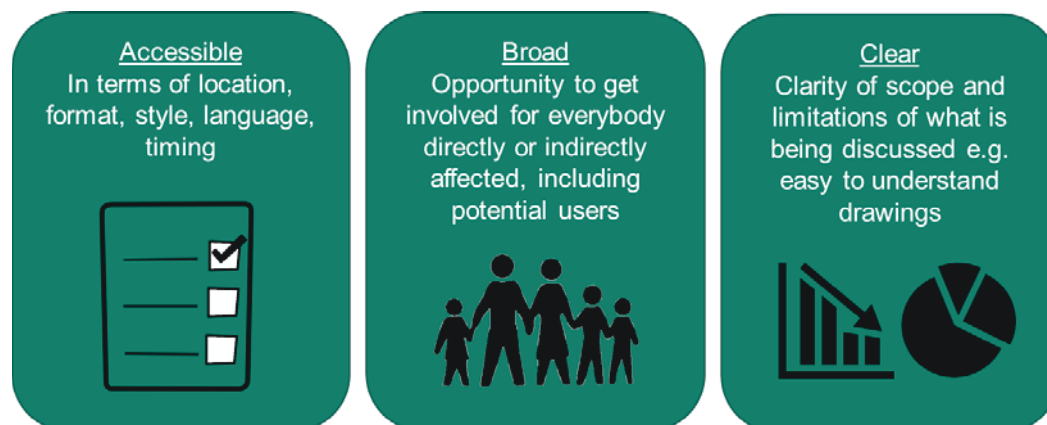 Accessible
In terms of location,
format, style, language,
timing
Broad
Opportunity to get
involved for everybody
directly or indirectly
affected, including
potential users
Clear
Clarity of scope and
limitations of what is
being discussed e.g.
easy to understand
drawings